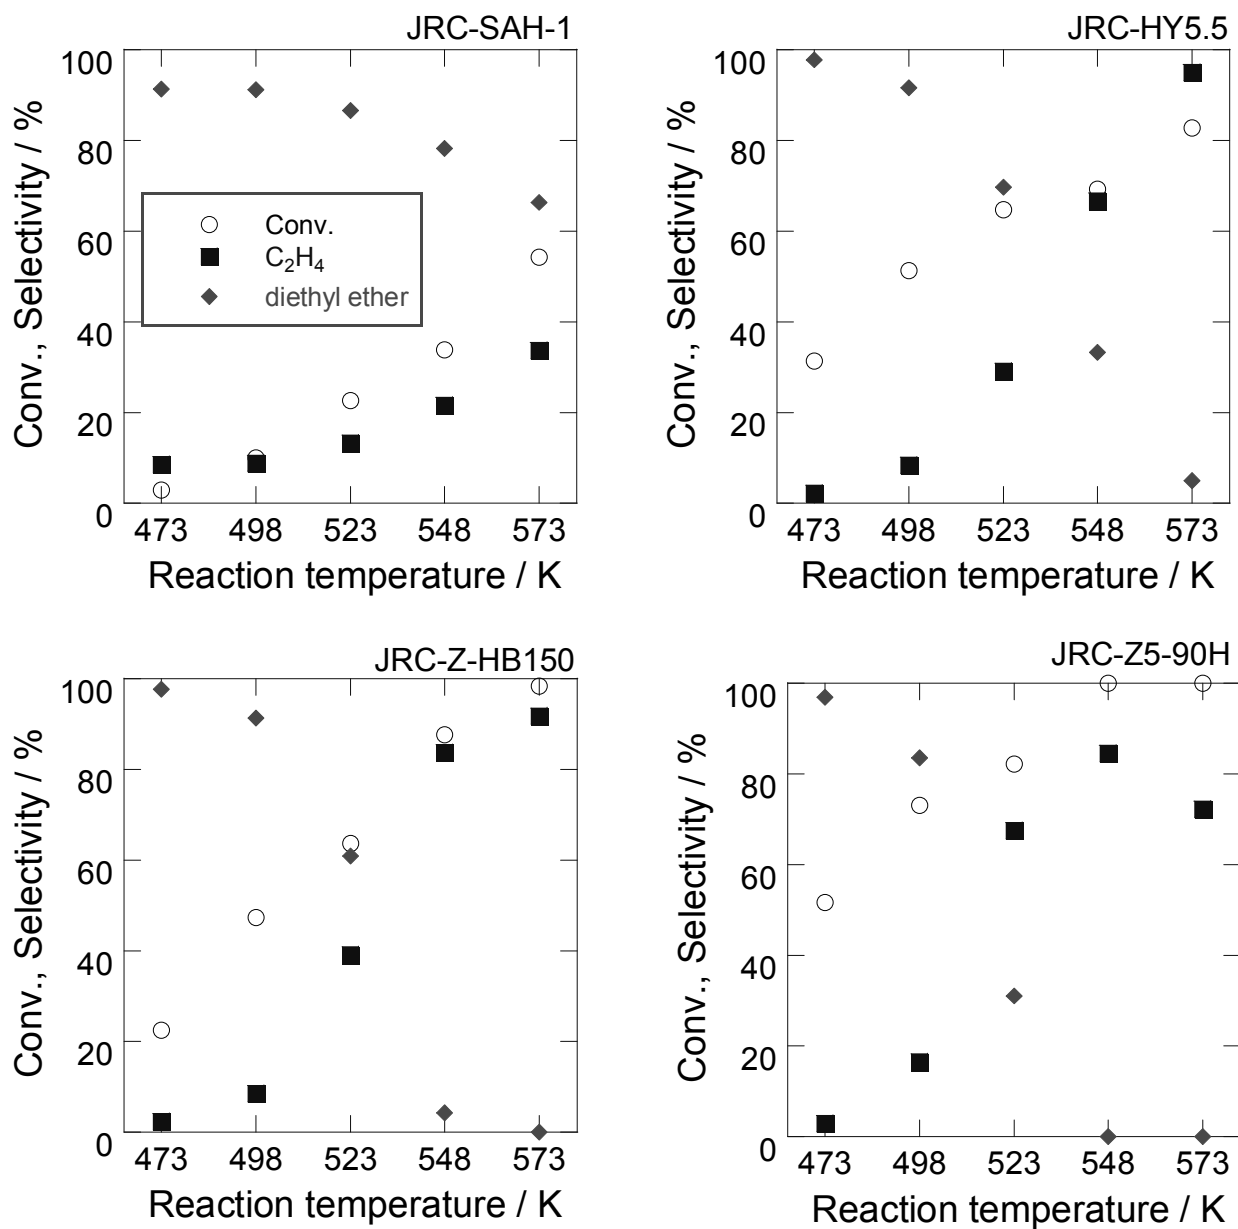 JRC-SAH-1
100
80
60
40
20
0
Conv., Selectivity / %
Conv.
C₂H₄
diethyl ether
473 498 523 548 573
Reaction temperature / K
JRC-HY5.5
100
80
60
40
20
0
Conv., Selectivity / %
473 498 523 548 573
Reaction temperature / K
JRC-Z-HB150
100
80
60
40
20
0
Conv., Selectivity / %
473 498 523 548 573
Reaction temperature / K
JRC-Z5-90H
100
80
60
40
20
0
Conv., Selectivity / %
473 498 523 548 573
Reaction temperature / K